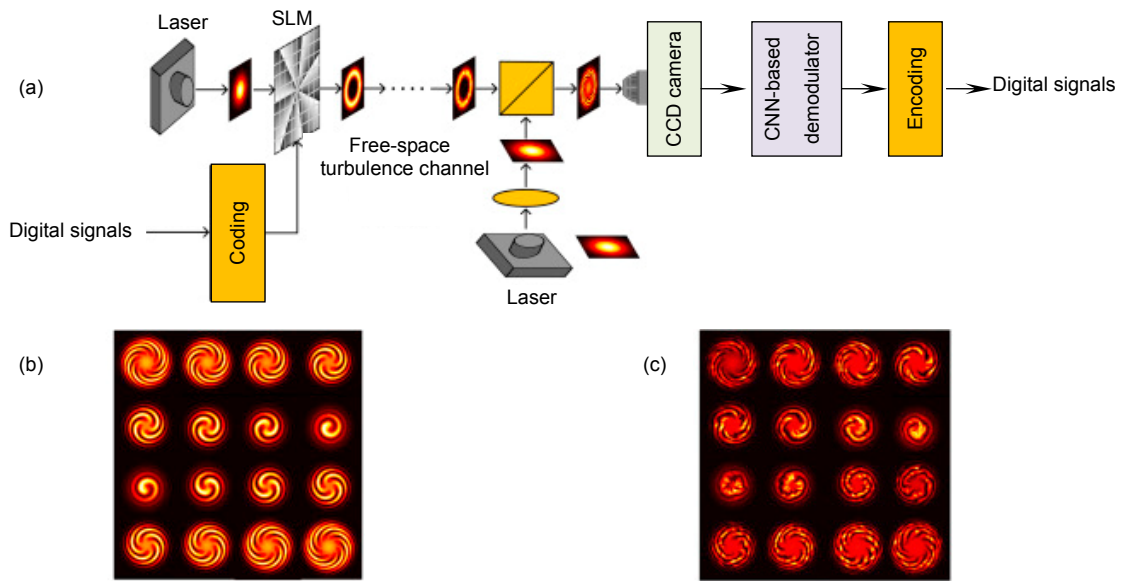 Laser
SLM
(a)
CCD camera
CNN-based
demodulator
Encoding
Digital signals
Free-space
turbulence channel
Digital signals
Coding
Laser
(b)
(c)